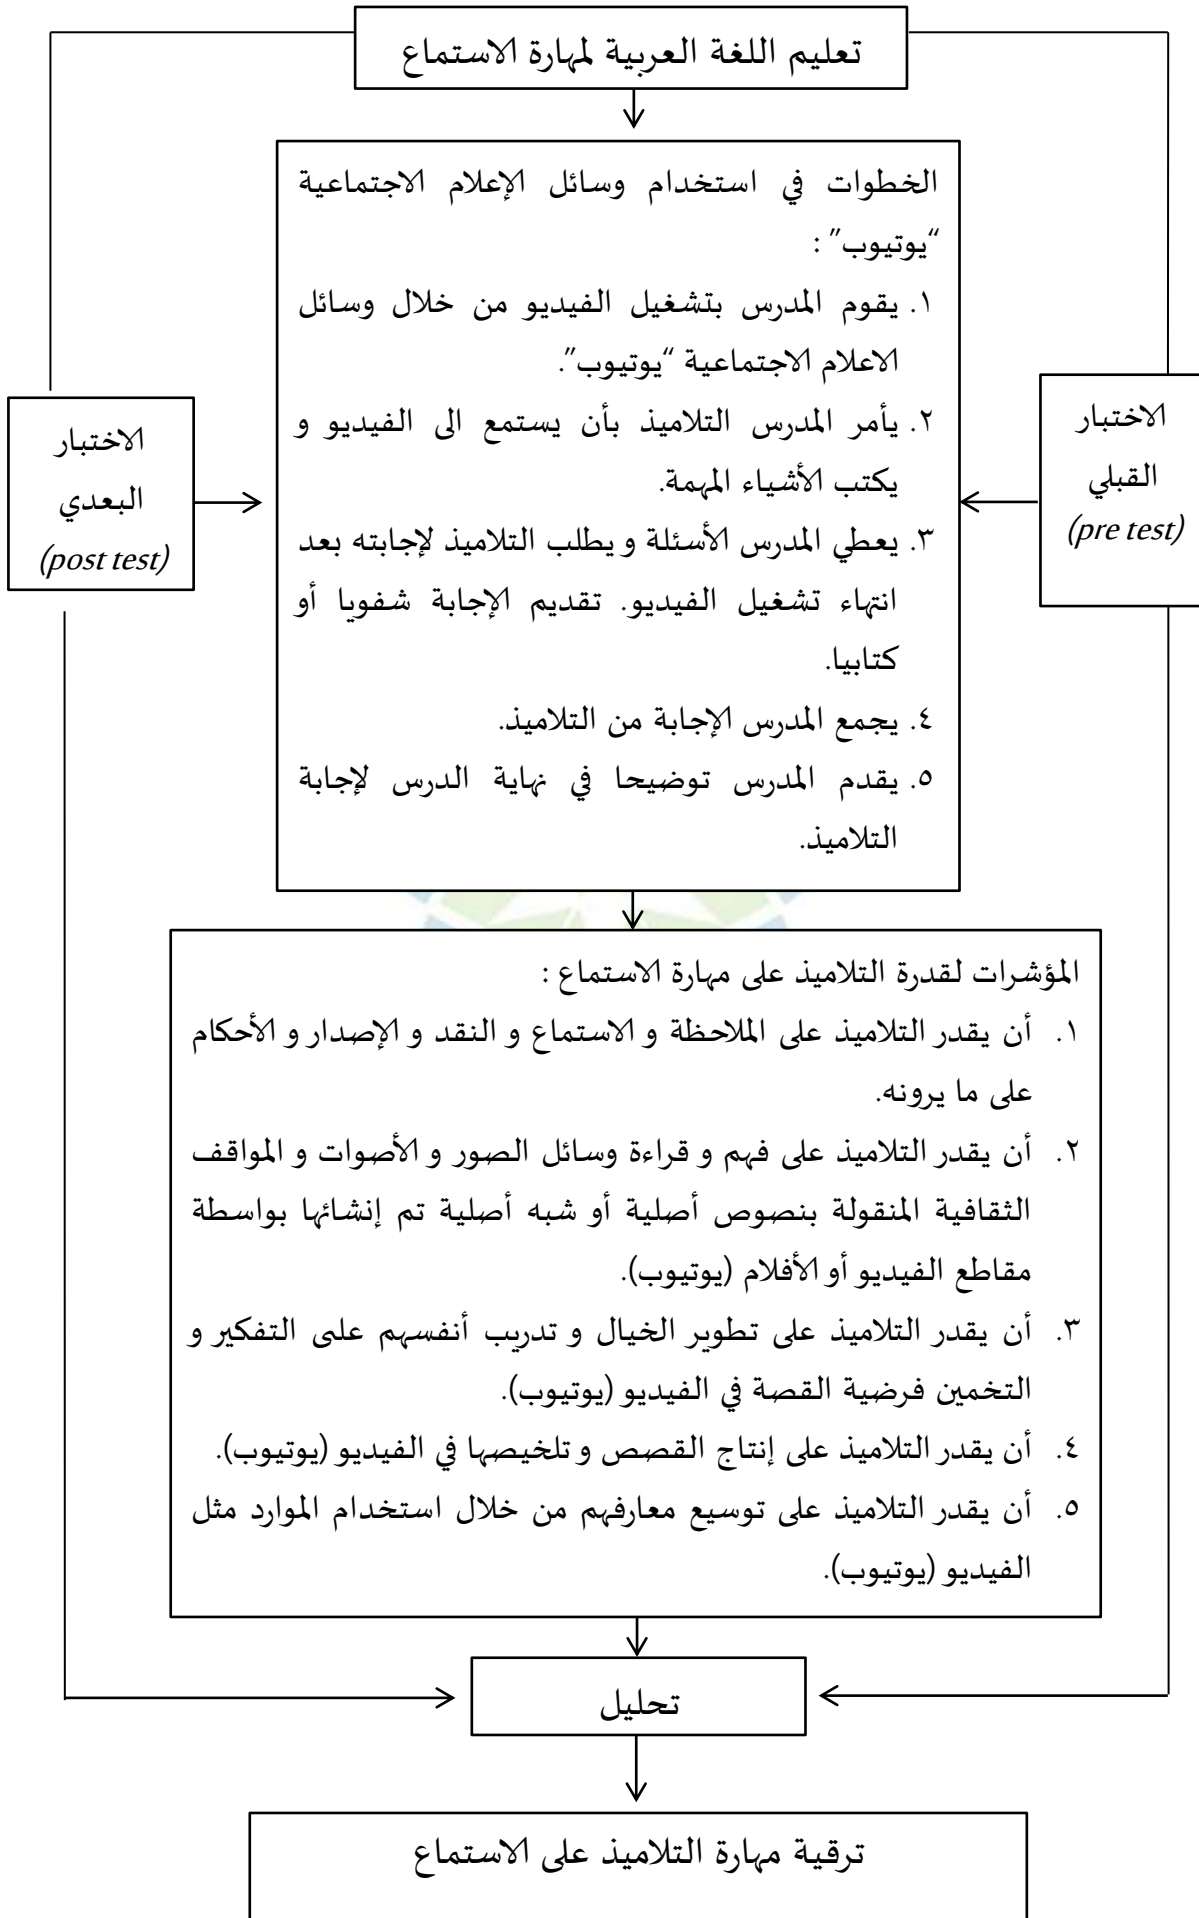 تعليم اللغة العربية لمهارة الاستماع
الخطوات في استخدام وسائل الإعلام الاجتماعية
“يوتيوب” :
١. يقوم المدرس بتشغيل الفيديو من خلال وسائل
الاعلام الاجتماعية “يوتيوب”.
٢. يأمر المدرس التلاميذ بأن يستمع الى الفيديو و
يكتب الأشياء المهمة.
٣. يعطي المدرس الأسئلة و يطلب التلاميذ لإجابته بعد
انتهاء تشغيل الفيديو. تقديم الإجابة شفويا أو
كتابيا.
٤. يجمع المدرس الإجابة من التلاميذ.
٥. يقدم المدرس توضيحا في نهاية الدرس لإجابة
التلاميذ.
الاختبار
القبلي
(pre test)
الاختبار
البعدي
(post test)
المؤشرات لقدرة التلاميذ على مهارة الاستماع :
١. أن يقدر التلاميذ على الملاحظة و الاستماع و النقد و الإصدار و الأحكام
على ما يرونه.
٢. أن يقدر التلاميذ على فهم و قراءة وسائل الصور و الأصوات و المواقف
الثقافية المنقولة بنصوص أصلية أو شبه أصلية تم إنشائها بواسطة
مقاطع الفيديو أو الأفلام (يوتيوب).
٣. أن يقدر التلاميذ على تطوير الخيال و تدريب أنفسهم على التفكير و
التخمين فرضية القصة في الفيديو (يوتيوب).
٤. أن يقدر التلاميذ على إنتاج القصص و تلخيصها في الفيديو (يوتيوب).
٥. أن يقدر التلاميذ على توسيع معارفهم من خلال استخدام الموارد مثل
الفيديو (يوتيوب).
تحليل
ترقية مهارة التلاميذ على الاستماع